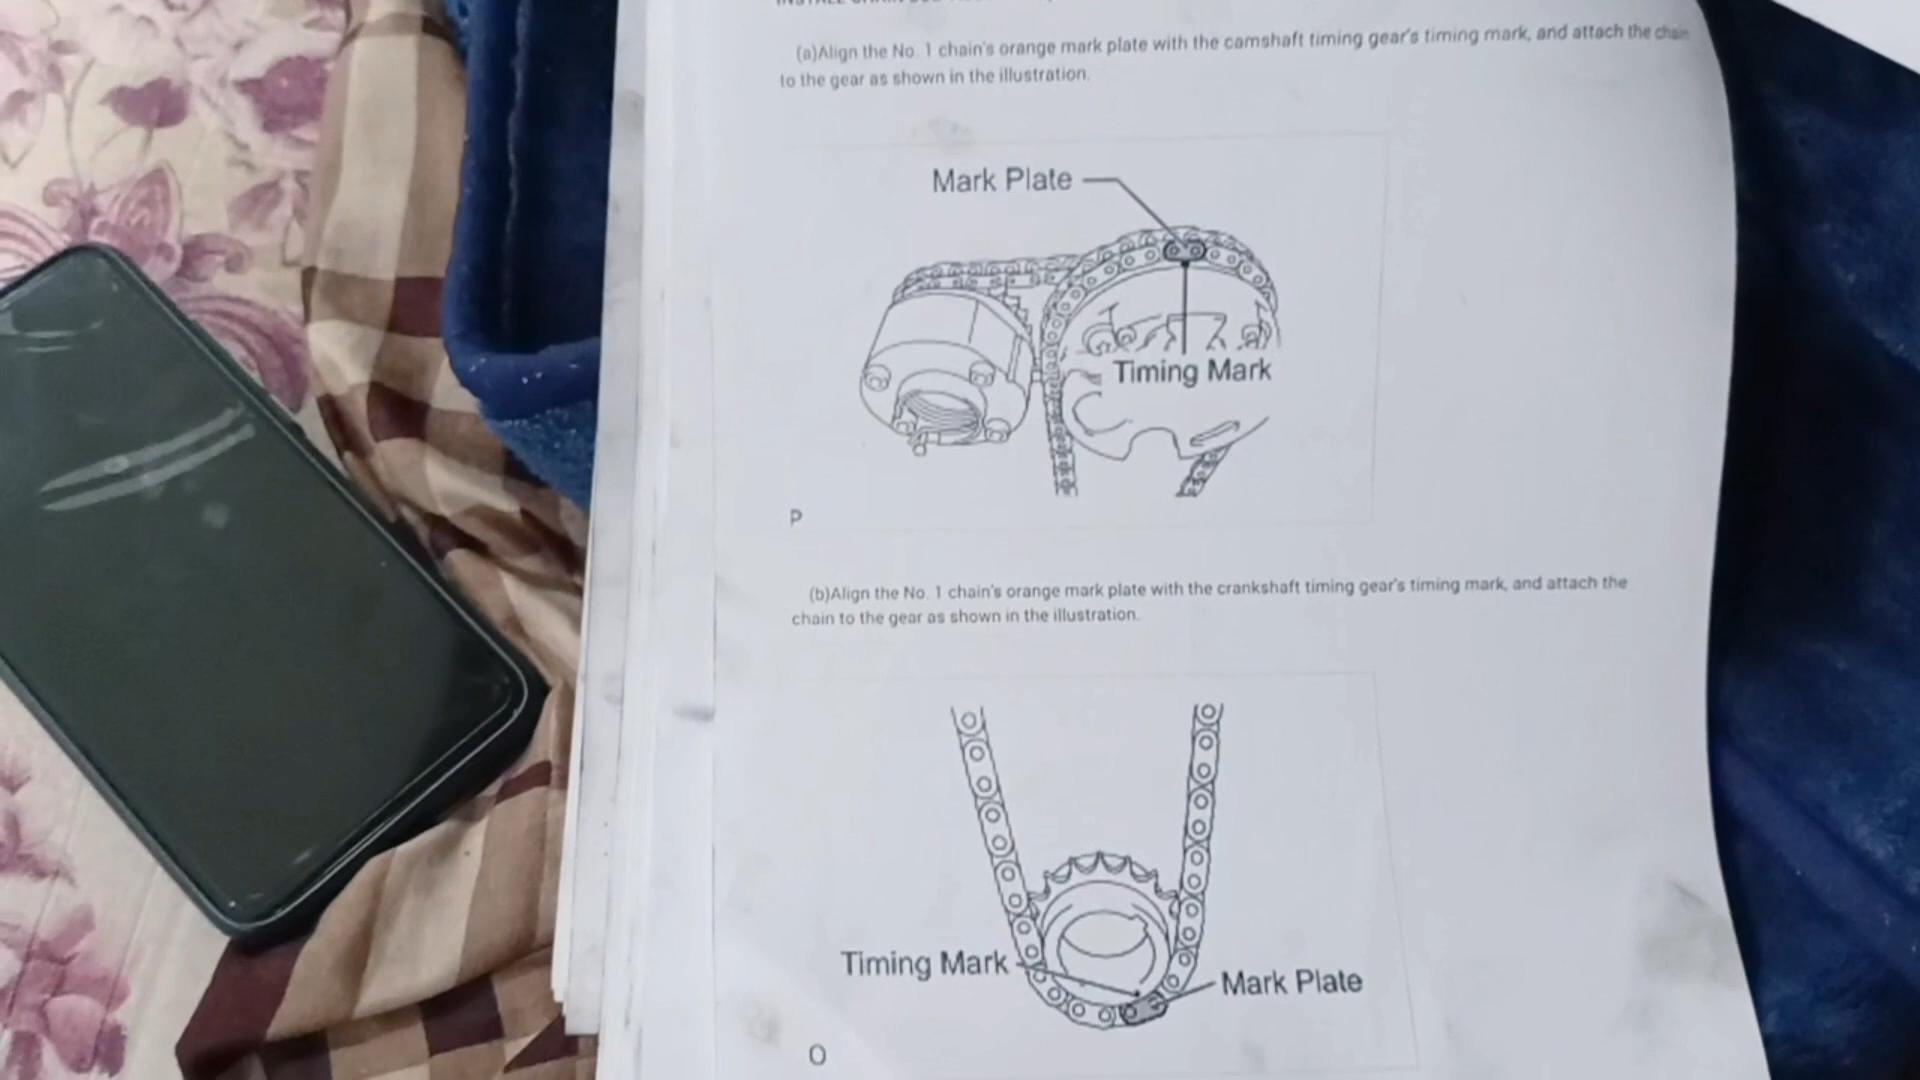 (a)Align the No. 1 chain's orange mark plate with the camshaft timing gear's timing mark, and attach the chain
to the gear as shown in the illustration.
Mark Plate
Timing Mark
P
(b)Align the No. 1 chain's orange mark plate with the crankshaft timing gear's timing mark, and attach the
chain to the gear as shown in the illustration.
Timing Mark
Mark Plate
O